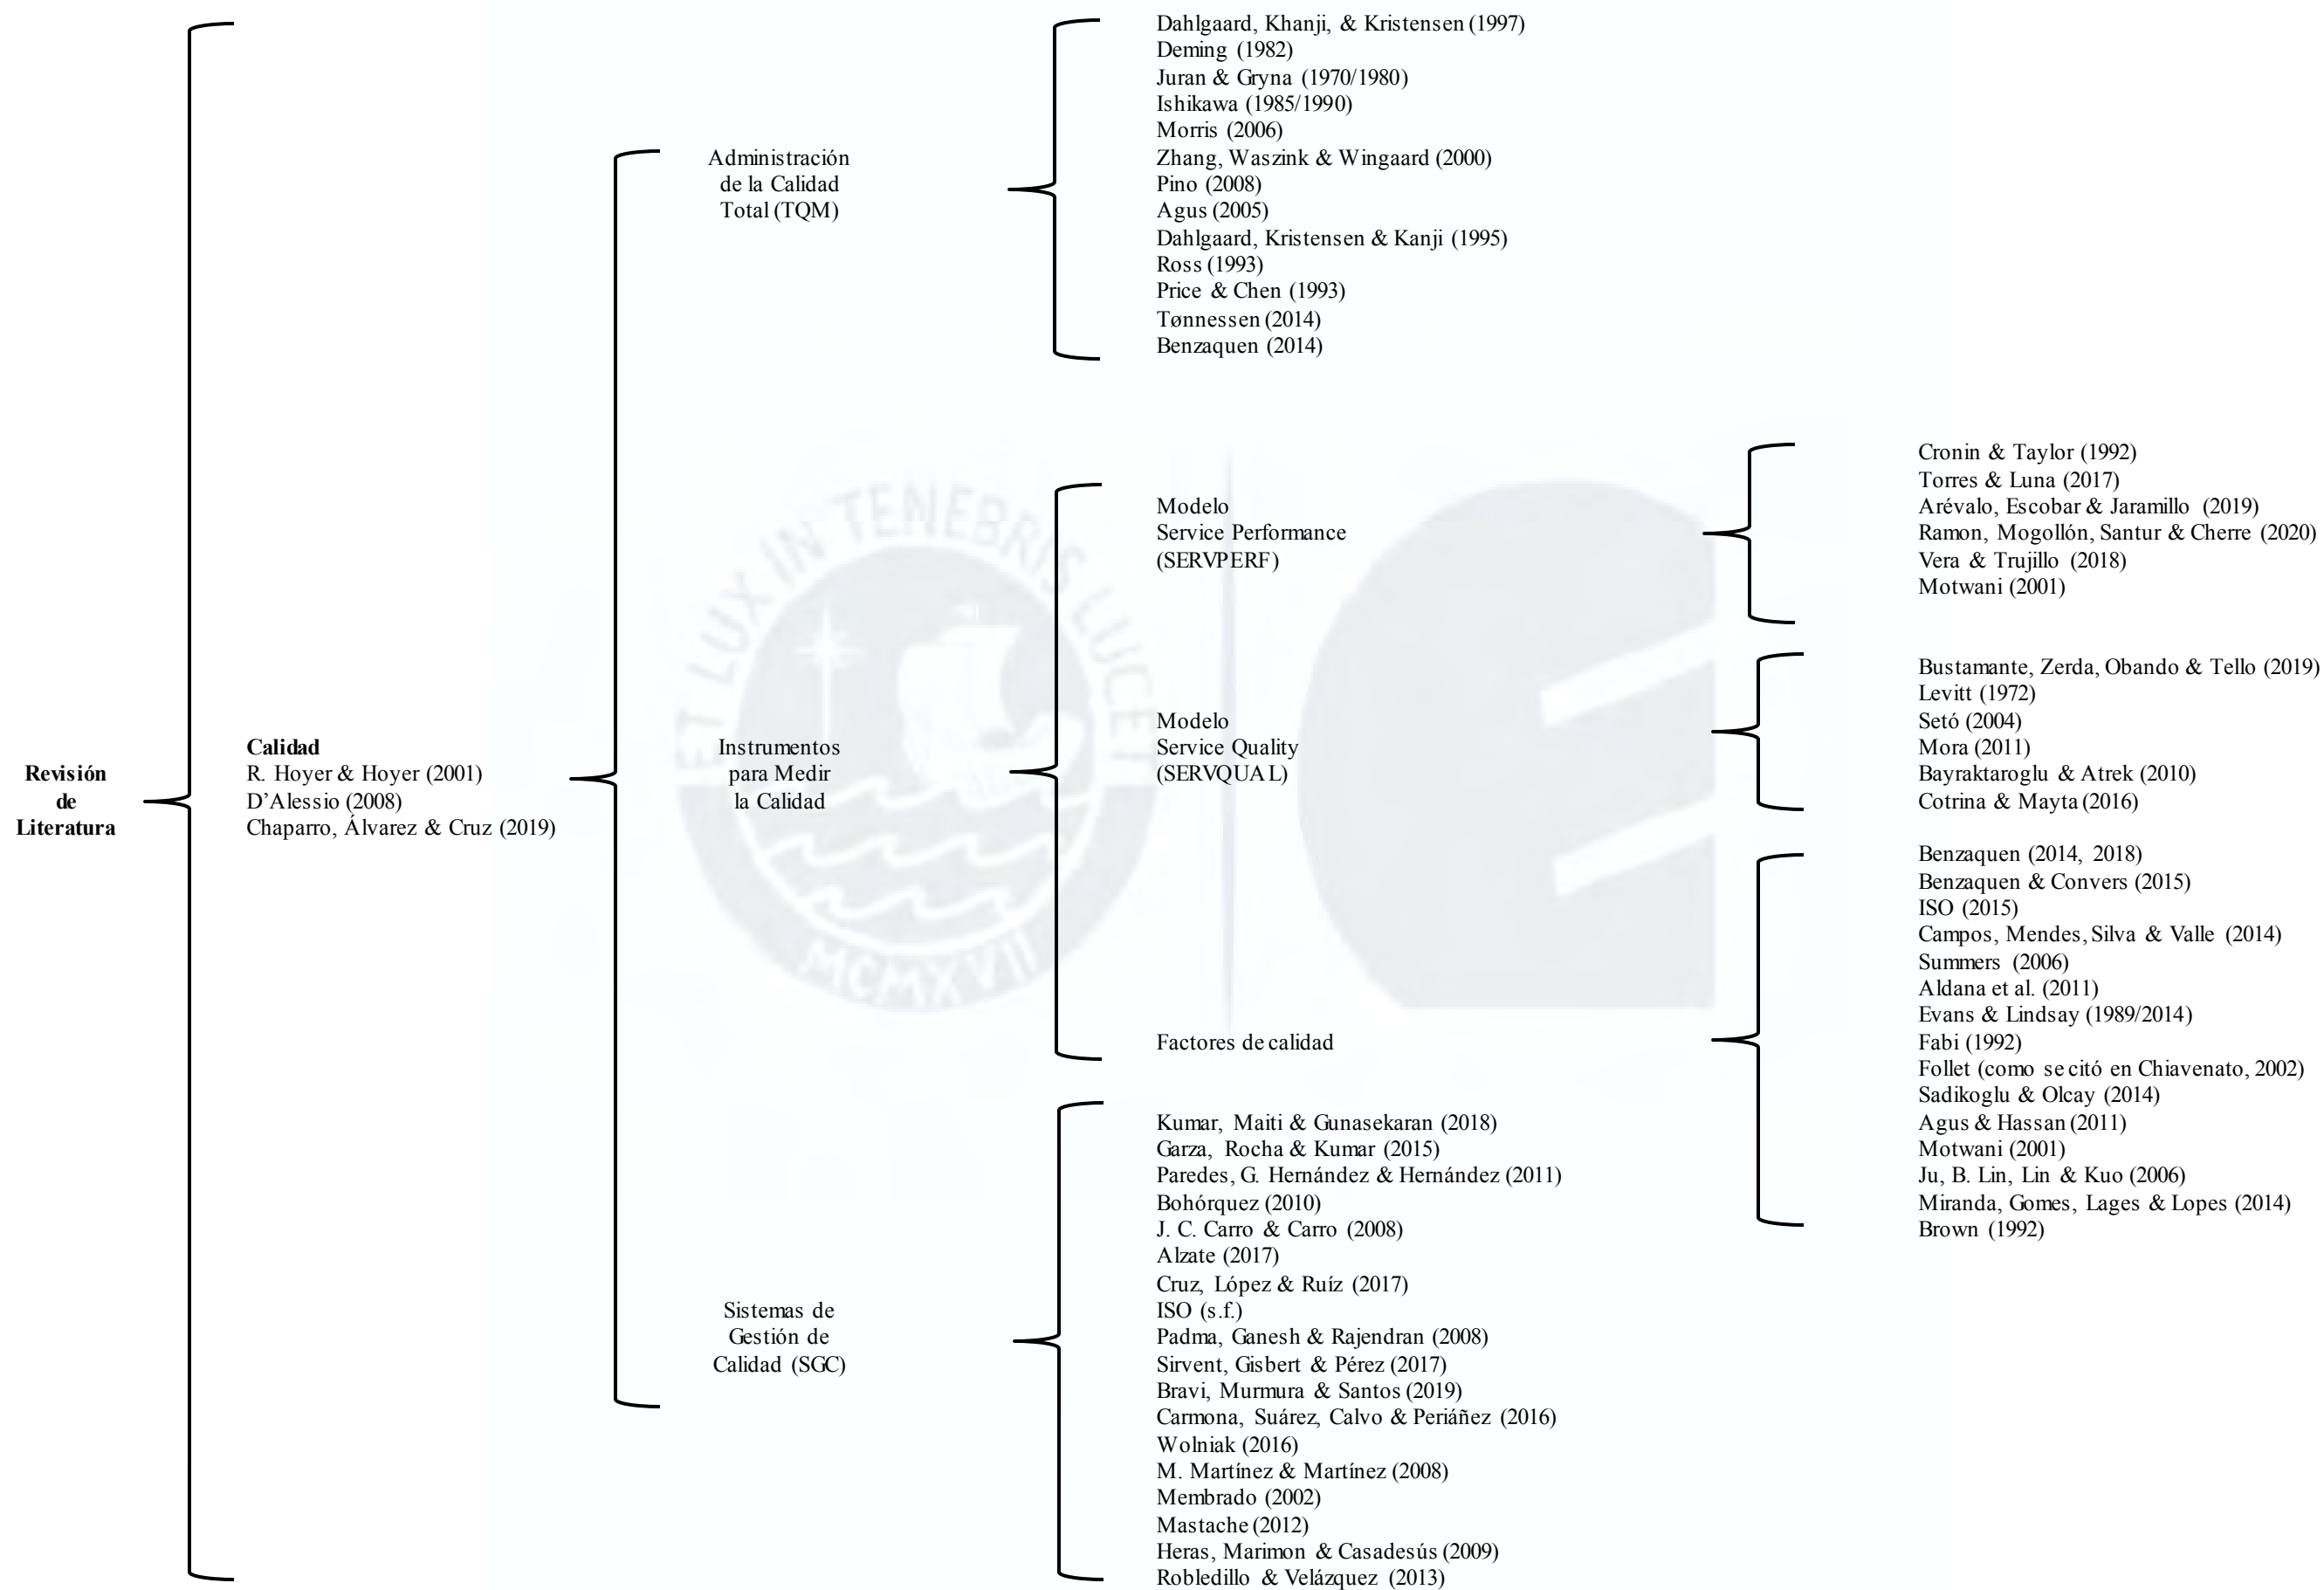 Revisión
de
Literatura
Calidad
R. Hoyer & Hoyer (2001)
D’Alessio (2008)
Chaparro, Álvarez & Cruz (2019)
Administración
de la Calidad
Total (TQM)
Dahlgaard, Khanji, & Kristensen (1997)
Deming (1982)
Juran & Gryna (1970/1980)
Ishikawa (1985/1990)
Morris (2006)
Zhang, Waszink & Wingaard (2000)
Pino (2008)
Agus (2005)
Dahlgaard, Kristensen & Kanji (1995)
Ross (1993)
Price & Chen (1993)
Tønnessen (2014)
Benzaquen (2014)
Instrumentos
para Medir
la Calidad
Modelo
Service Performance
(SERVPERF)
Cronin & Taylor (1992)
Torres & Luna (2017)
Arévalo, Escobar & Jaramillo (2019)
Ramon, Mogollón, Santur & Cherre (2020)
Vera & Trujillo (2018)
Motwani (2001)
Modelo
Service Quality
(SERVQUAL)
Bustamante, Zerda, Obando & Tello (2019)
Levitt (1972)
Setó (2004)
Mora (2011)
Bayraktaroglu & Atrek (2010)
Cotrina & Mayta (2016)
Factores de calidad
Benzaquen (2014, 2018)
Benzaquen & Convers (2015)
ISO (2015)
Campos, Mendes, Silva & Valle (2014)
Summers (2006)
Aldana et al. (2011)
Evans & Lindsay (1989/2014)
Fabi (1992)
Follet (como se citó en Chiavenato, 2002)
Sadikoglu & Olcay (2014)
Agus & Hassan (2011)
Motwani (2001)
Ju, B. Lin, Lin & Kuo (2006)
Miranda, Gomes, Lages & Lopes (2014)
Brown (1992)
Sistemas de
Gestión de
Calidad (SGC)
Kumar, Maiti & Gunasekaran (2018)
Garza, Rocha & Kumar (2015)
Paredes, G. Hernández & Hernández (2011)
Bohórquez (2010)
J. C. Carro & Carro (2008)
Alzate (2017)
Cruz, López & Ruíz (2017)
ISO (s.f.)
Padma, Ganesh & Rajendran (2008)
Sirvent, Gisbert & Pérez (2017)
Bravi, Murmura & Santos (2019)
Carmona, Suárez, Calvo & Periáñez (2016)
Wolniak (2016)
M. Martínez & Martínez (2008)
Membrado (2002)
Mastache (2012)
Heras, Marimon & Casadesús (2009)
Robledillo & Velázquez (2013)
ET LUX IN TENEBRIS LUCET
MCMXVII